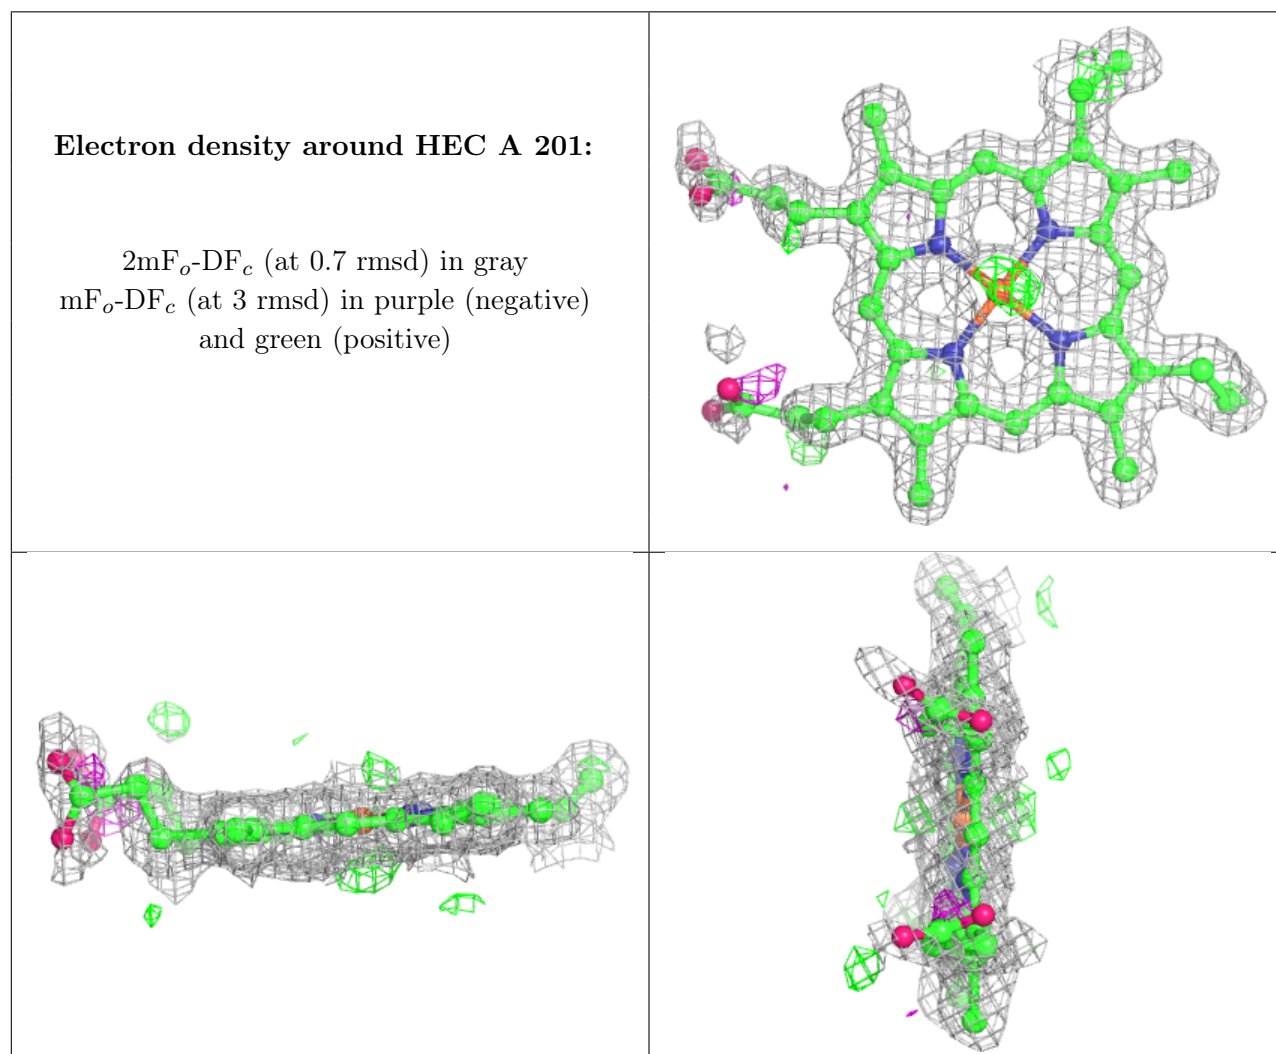 Electron density around HEC A 201:
2mFo-DFc (at 0.7 rmsd) in gray
mFo-DFc (at 3 rmsd) in purple (negative)
and green (positive)